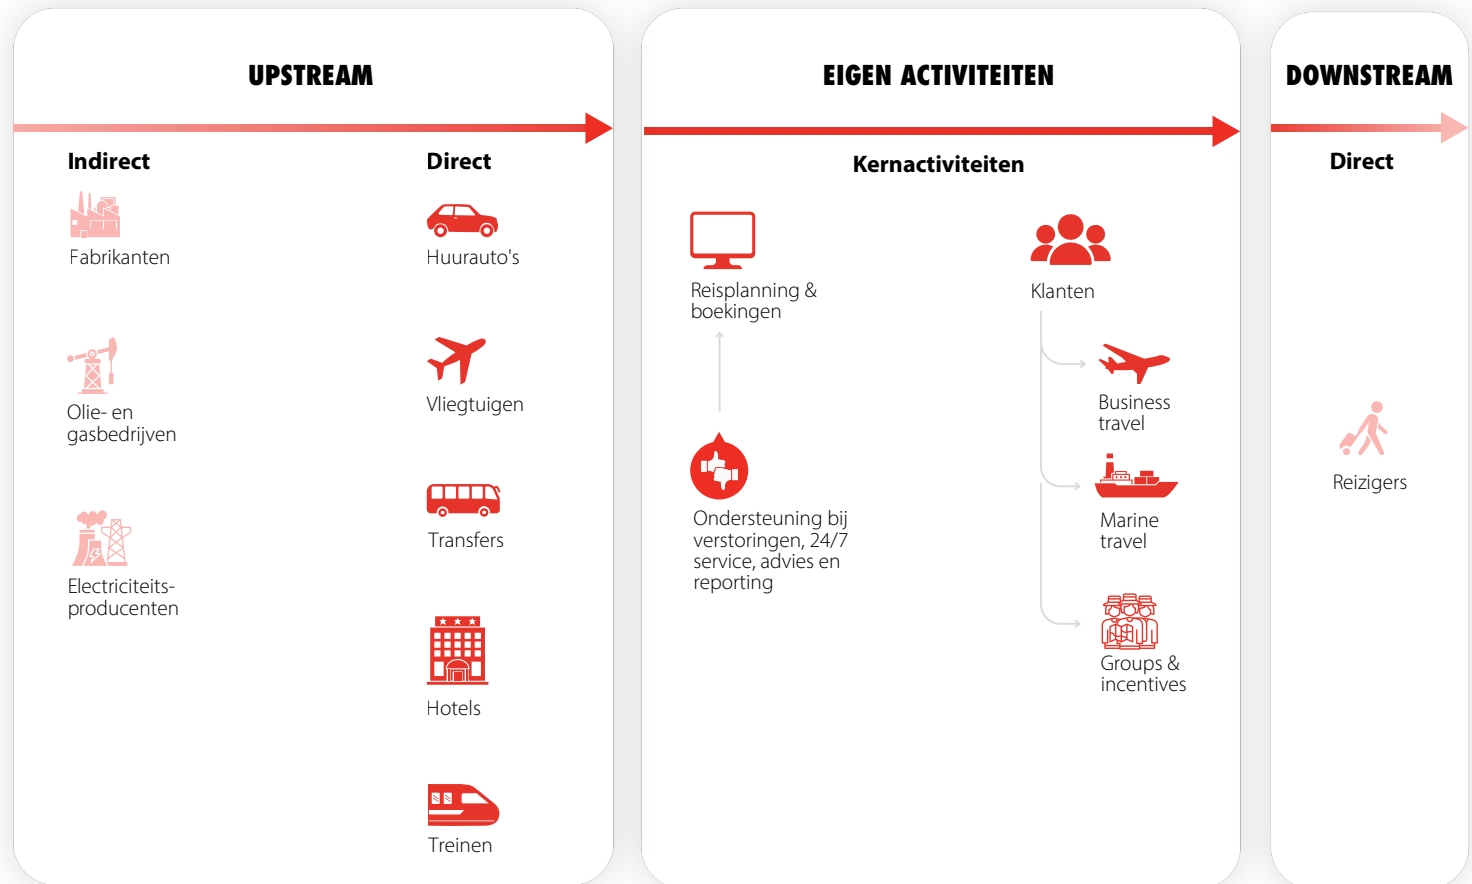 UPSTREAM
Indirect
Fabrikanten
Olie- en
gasbedrijven
Electriciteits-
producenten
Direct
Huurauto's
Vliegtuigen
Transfers
Hotels
Treinen
EIGEN ACTIVITEITEN
Kernactiviteiten
Reisplanning &
boekingen
Ondersteuning bij
verstoringen, 24/7
service, advies en
reporting
Klanten
Business
travel
Marine
travel
Groups &
incentives
DOWNSTREAM
Direct
Reizigers